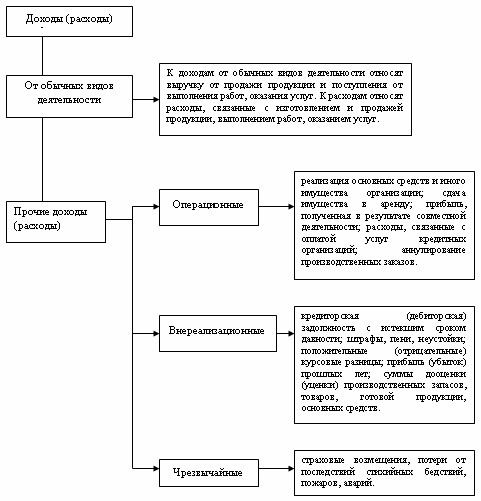 Доходы (расходы)
От обычных видов
деятельности
К доходам от обычных видов деятельности относят
выручку от продажи продукции и поступления от
выполнения работ, оказания услуг. К расходам относят
расходы, связанные с изготовлением и продажей
продукции, выполнением работ, оказанием услуг.
Прочие доходы
(расходы)
Операционные
реализация основных средств и иного
имущества организации; сдача
имущества в аренду; прибыль,
полученная в результате совместной
деятельности; расходы, связанные с
оплатой услуг кредитных
организаций; аннулирование
производственных заказов.
Внереализационные
кредиторская (дебиторская)
задолжность с истекшим сроком
давности; штрафы, пени, неустойки;
положительные (отрицательные)
курсовые разницы; прибыль (убыток)
прошлых лет; суммы дооценки
(уценки) производственных запасов,
товаров, готовой продукции,
основных средств.
Чрезвычайные
страховые возмещения, потери от
последствий стихийных бедствий,
пожаров, аварий.